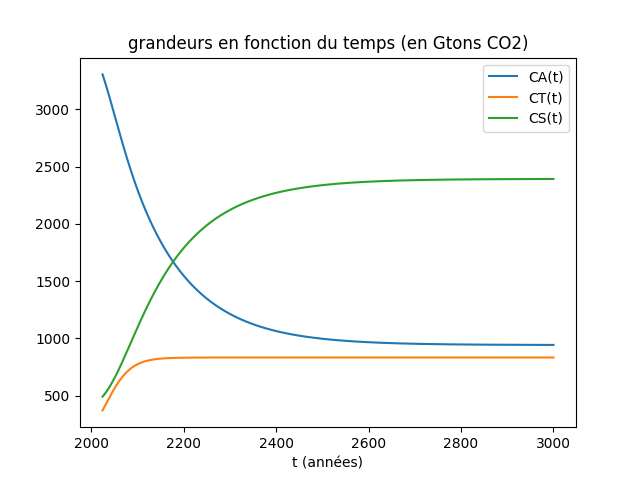 grandeurs en fonction du temps (en Gtons CO2)
CA(t)
CT(t)
CS(t)
3000
2500
2000
1500
1000
500
2000 2200 2400 2600 2800 3000
t (années)